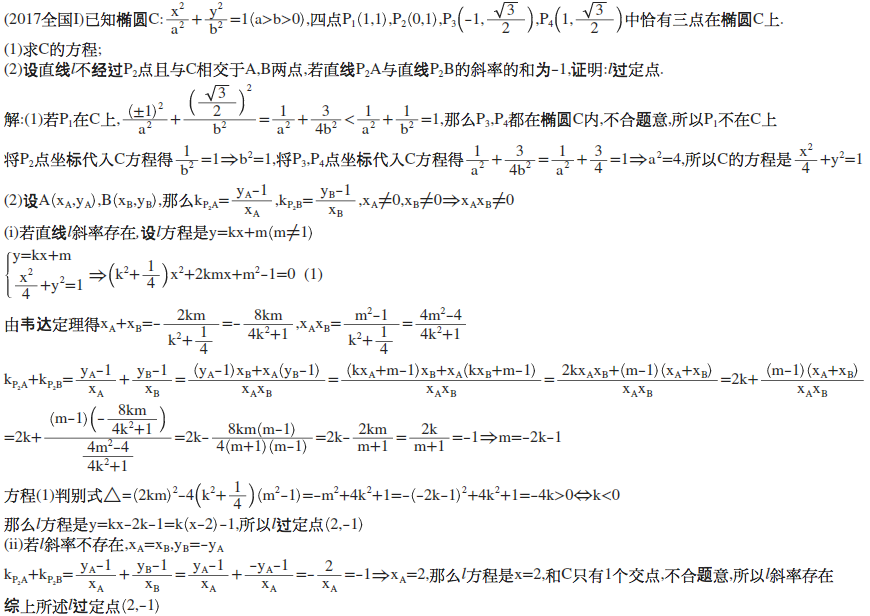 (2017全国I)已知椭圆C:x²/a²+y²/b²=1(a>b>0),四点P₁(1,1),P₂(0,1),P₃(-1,√3/2),P₄(1,√3/2)中恰有三点在椭圆C上.
(1)求C的方程;
(2)设直线l不经过P₂点且与C相交于A,B两点,若直线P₂A与直线P₂B的斜率的和为-1,证明:l过定点.
解:(1)若P₁在C上,(±1)²/a²+(√3/2)²/b²=1/a²+3/4b²<1/a²+1/b²=1,那么P₃,P₄都在椭圆C内,不合题意,所以P₁不在C上
将P₂点坐标代入C方程得1/b²=1⇒b²=1,将P₃,P₄点坐标代入C方程得1/a²+3/4b²=1/a²+3/4=1⇒a²=4,所以C的方程是x²/4+y²=1
(2)设A(x_A,y_A),B(x_B,y_B),那么k_{P₂A}=(y_A-1)/x_A,k_{P₂B}=(y_B-1)/x_B,x_A≠0,x_B≠0⇒x_Ax_B≠0
(i)若直线l斜率存在,设l方程是y=kx+m(m≠1)
{y=kx+m
x²/4+y²=1⇒(k²+1/4)x²+2kmx+m²-1=0 (1)
由韦达定理得x_A+x_B=-2km/(k²+1/4)=-8km/(4k²+1),x_Ax_B=(m²-1)/(k²+1/4)=(4m²-4)/(4k²+1)
k_{P₂A}+k_{P₂B}=(y_A-1)/x_A+(y_B-1)/x_B=((y_A-1)x_B+x_A(y_B-1))/x_Ax_B=((kx_A+m-1)x_B+x_A(kx_B+m-1))/x_Ax_B=(2kx_Ax_B+(m-1)(x_A+x_B))/x_Ax_B=2k+(m-1)(x_A+x_B)/x_Ax_B
=2k+(m-1)(-8km/(4k²+1))/((4m²-4)/(4k²+1))=2k-8km(m-1)/4(m+1)(m-1)=2k-2km/(m+1)=2k/(m+1)=-1⇒m=-2k-1
方程(1)判别式△=(2km)²-4(k²+1/4)(m²-1)=-m²+4k²+1=-(-2k-1)²+4k²+1=-4k>0⇔k<0
那么l方程是y=kx-2k-1=k(x-2)-1,所以l过定点(2,-1)
(ii)若l斜率不存在,x_A=x_B,y_B=-y_A
k_{P₂A}+k_{P₂B}=(y_A-1)/x_A+(y_B-1)/x_B=(y_A-1)/x_A+(-y_A-1)/x_A=-2/x_A=-1⇒x_A=2,那么l方程是x=2,和C只有1个交点,不合题意,所以l斜率存在
综上所述l过定点(2,-1)